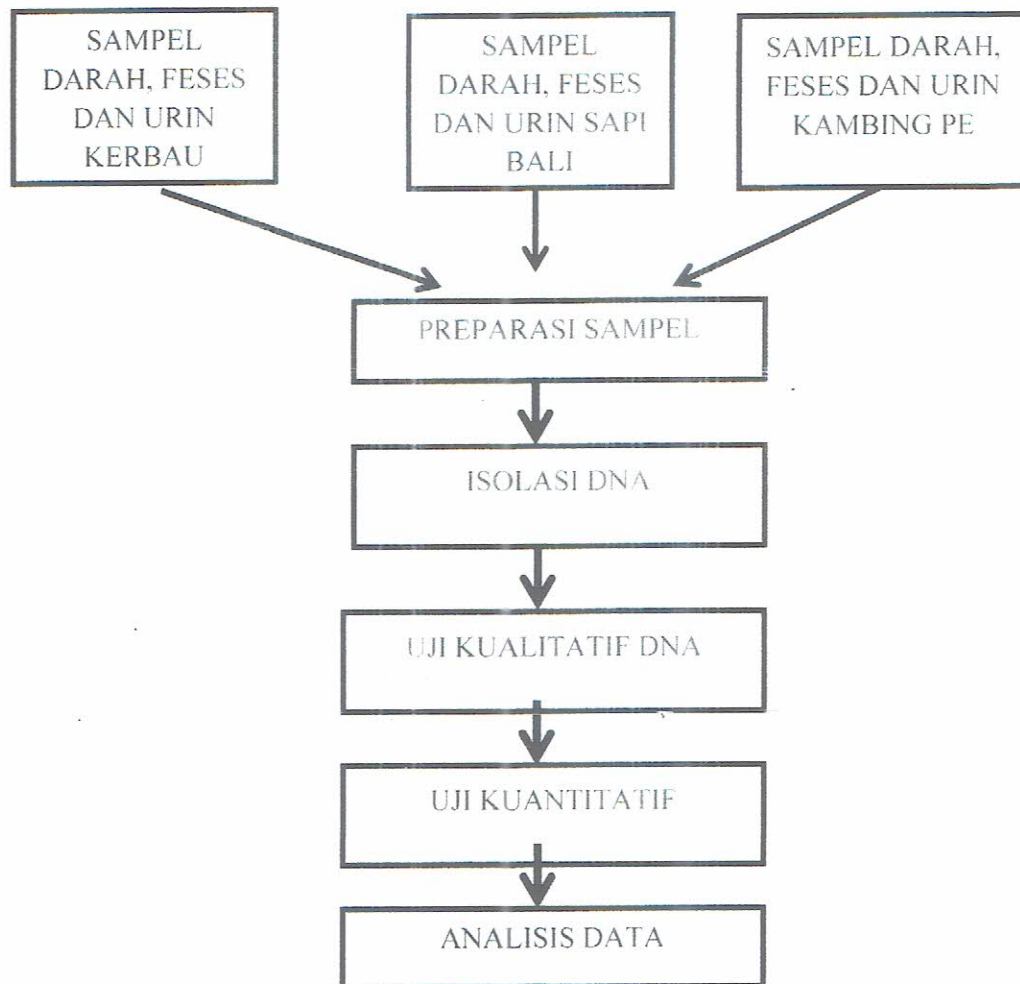 SAMPEL
DARAH, FESES
DAN URIN
KERBAU
SAMPEL
DARAH, FESES
DAN URIN SAPI
BALI
SAMPEL DARAH,
FESES DAN URIN
KAMBING PE
PREPARASI SAMPEL
ISOLASI DNA
UJI KUALITATIF DNA
UJI KUANTITATIF
ANALISIS DATA